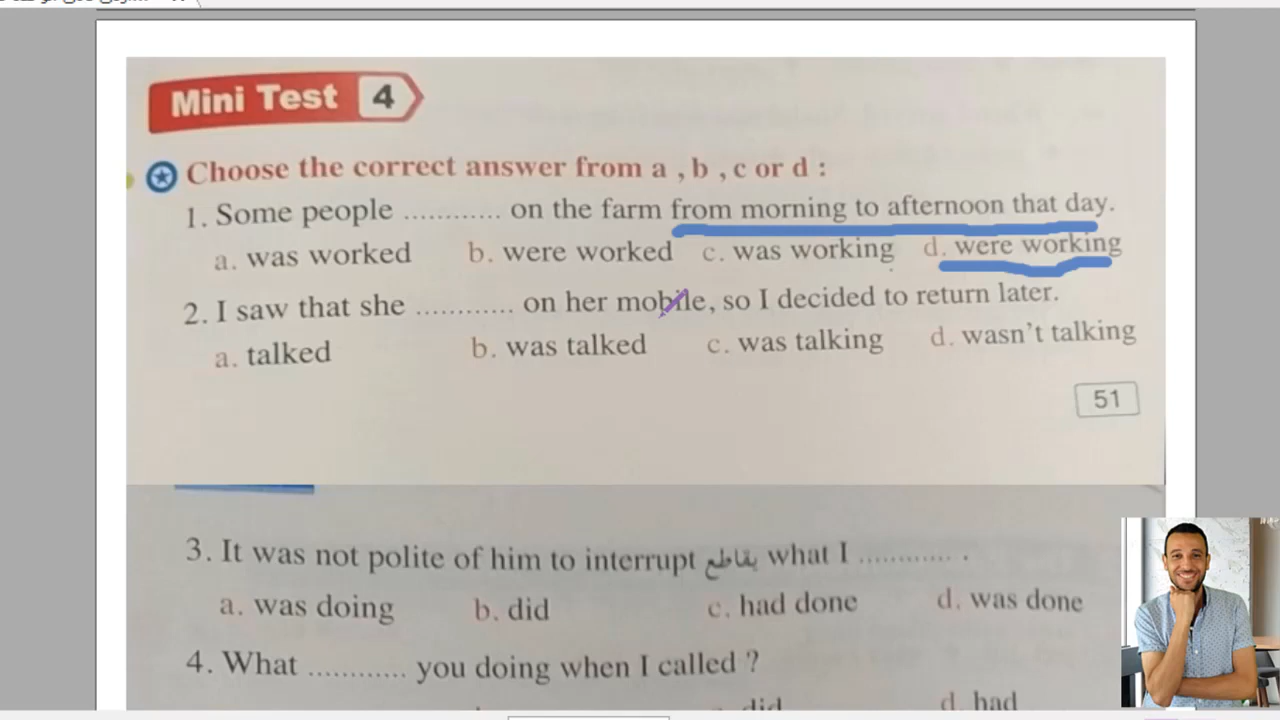 Mini Test 4
Choose the correct answer from a , b , c or d :
1. Some people ............ on the farm from morning to afternoon that day.
a. was worked b. were worked c. was working d. were working
2. I saw that she ............ on her mobile, so I decided to return later.
a. talked b. was talked c. was talking d. wasn't talking
51
3. It was not polite of him to interrupt يقاطع what I ............ .
a. was doing b. did c. had done d. was done
4. What ............ you doing when I called ?
did d. had